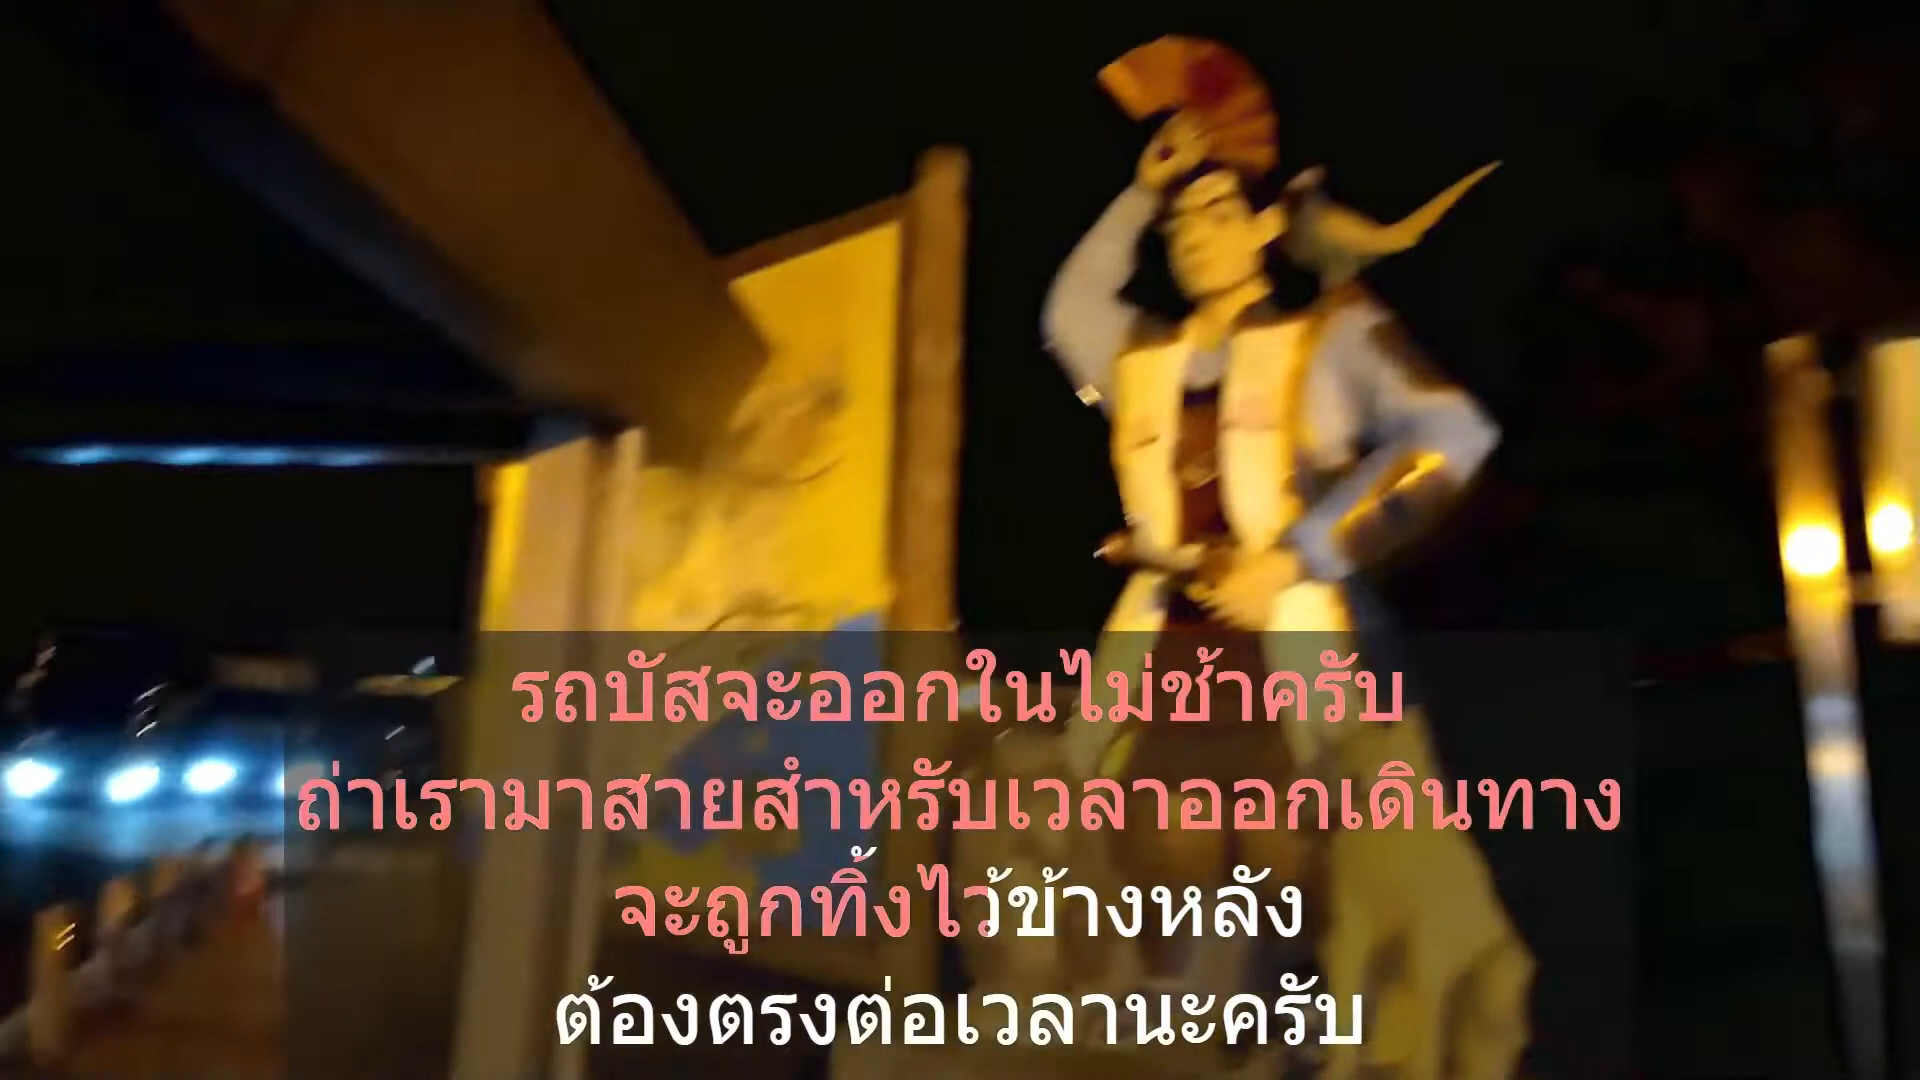 รถบัสจะออกในไม่ช้าครับ
ถ่าเรามาสายสำหรับเวลาออกเดินทาง
จะถูกทิ้งไว้ข้างหลัง
ต้องตรงต่อเวลานะครับ